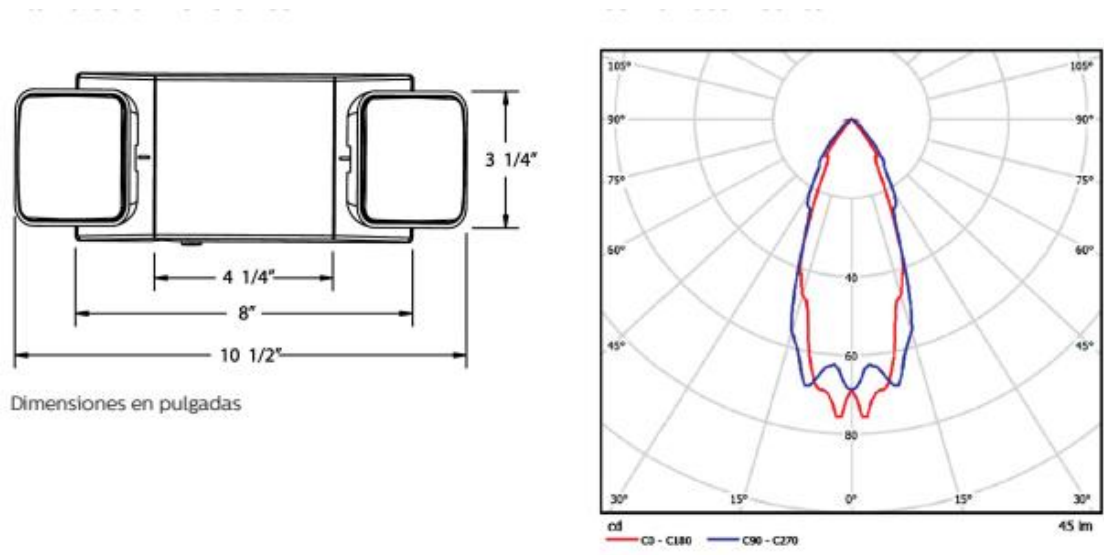 3 1/4"
4 1/4"
8"
10 1/2"
Dimensiones en pulgadas
105° 105°
90° 90°
75° 75°
60° 60°
40
45° 60 45°
80
30° 15° 0° 15° 30°
cd 45 lm
C0 - C180 C90 - C270